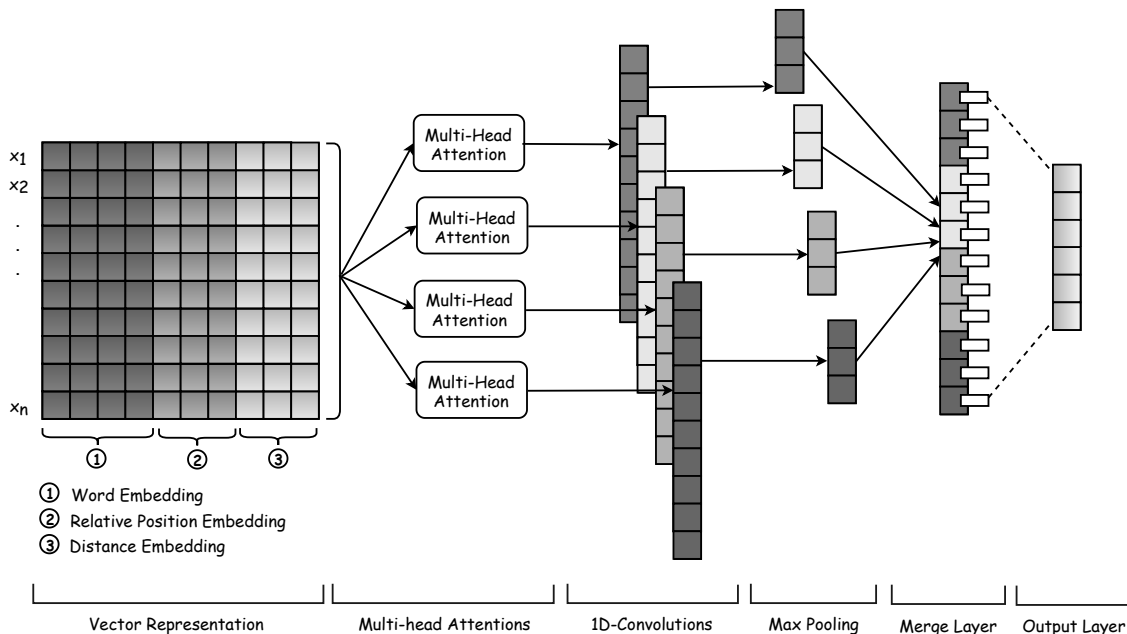 x1
x2
.
.
.
xn
1
2
3
1 Word Embedding
2 Relative Position Embedding
3 Distance Embedding
Multi-Head
Attention
Multi-Head
Attention
Multi-Head
Attention
Multi-Head
Attention
Vector Representation
Multi-head Attentions
1D-Convolutions
Max Pooling
Merge Layer
Output Layer